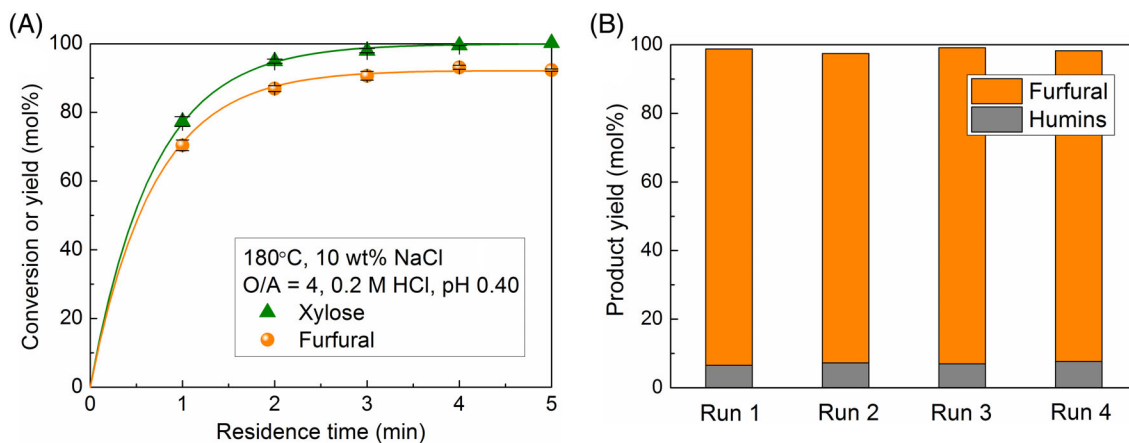 (A)
Conversion or yield (mol%)
100
80
60
40
20
0
180°C, 10 wt% NaCl
O/A = 4, 0.2 M HCl, pH 0.40
Xylose
Furfural
0 1 2 3 4 5
Residence time (min)
(B)
Product yield (mol%)
100
80
60
40
20
0
Furfural
Humins
Run 1 Run 2 Run 3 Run 4